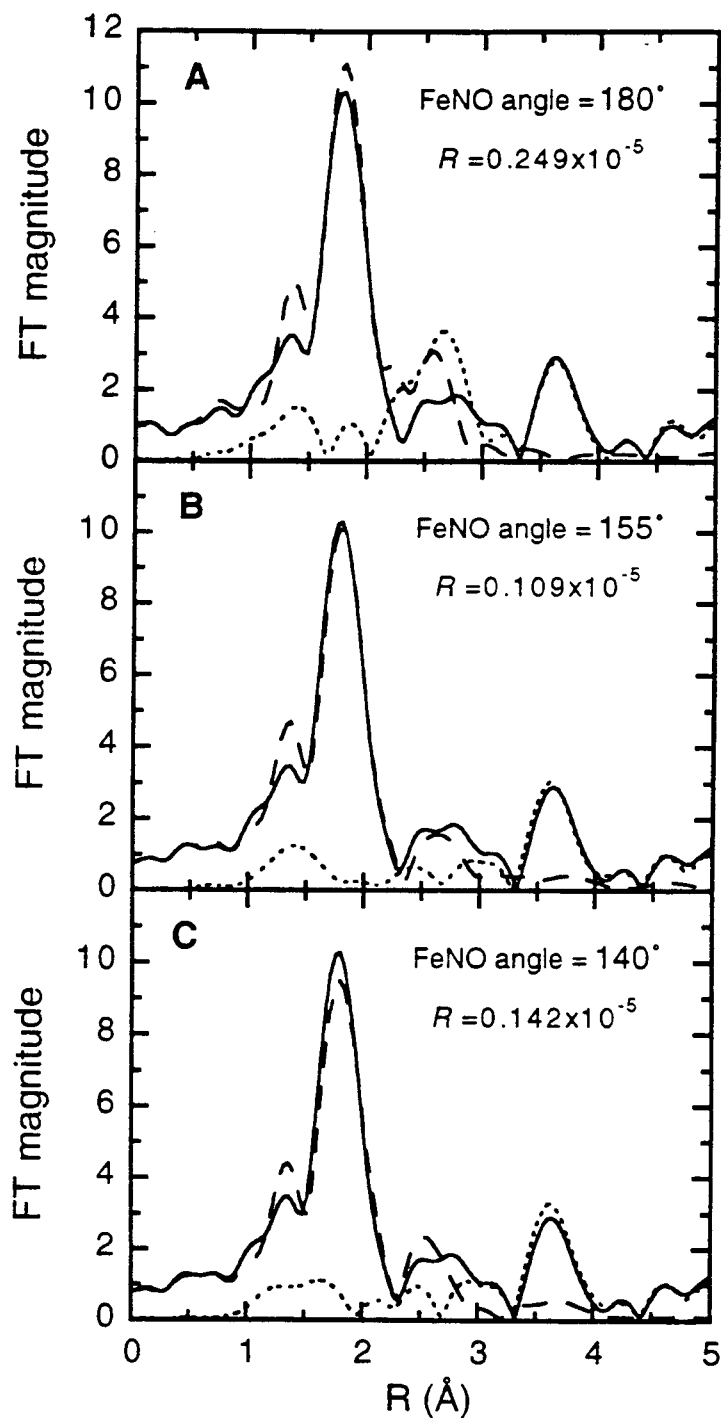 12
A
FeNO angle = 180°
10
R =0.249x10⁻⁵
8
6
4
2
0
FT magnitude
B
FeNO angle = 155°
10
R =0.109x10⁻⁵
8
6
4
2
0
FT magnitude
C
FeNO angle = 140°
10
R =0.142x10⁻⁵
8
6
4
2
0
FT magnitude
0 1 2 3 4 5
R (Å)